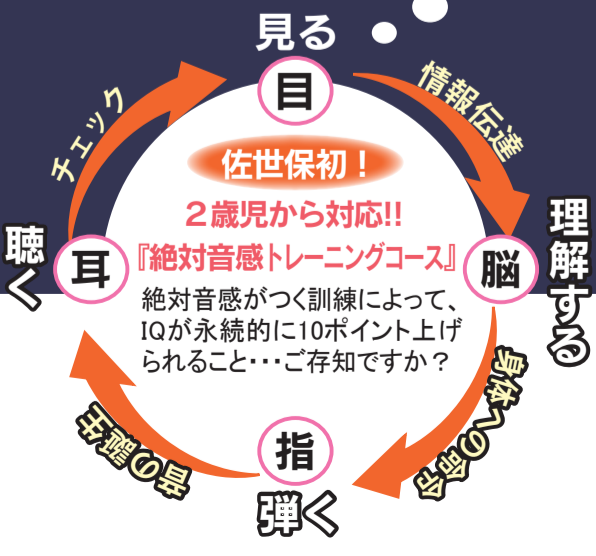 見る
目
情報伝達
チェック
佐世保初!
2歳児から対応!!
『絶対音感トレーニングコース』
聴く
耳
脳
理解する
絶対音感がつく訓練によって、
IQが永続的に10ポイント上げ
られること・・・ご存知ですか？
身体への命令
音の誕生
指
弾く